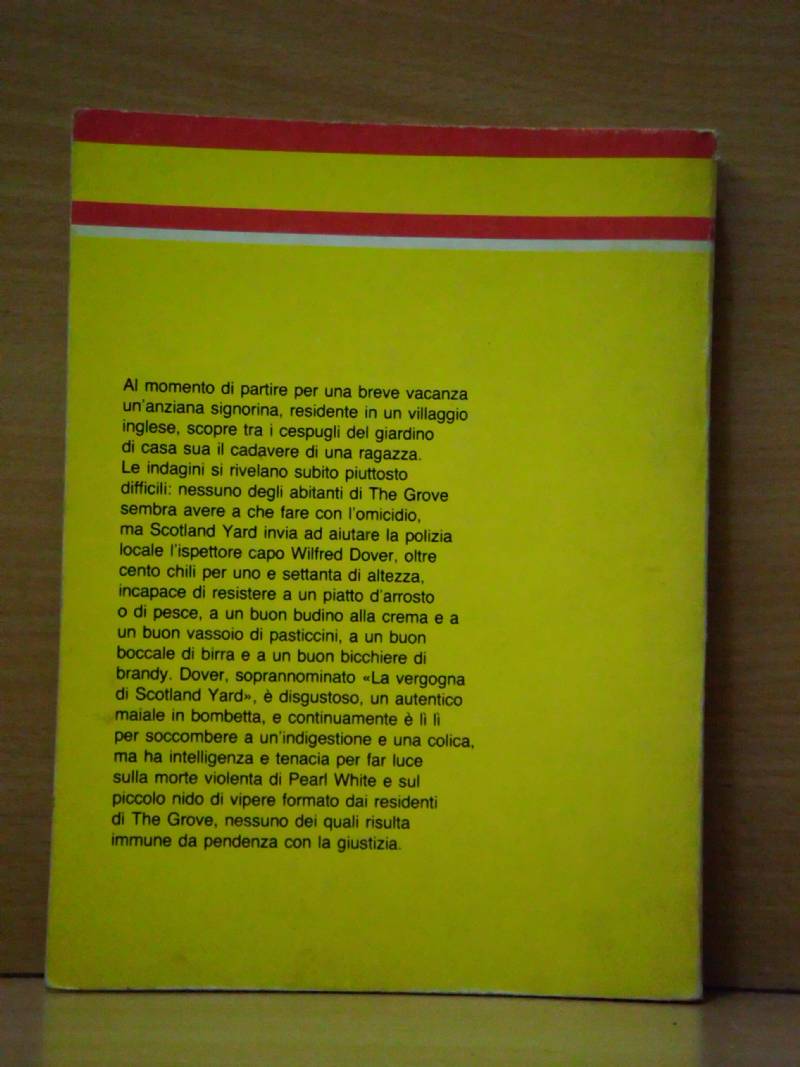 Al momento di partire per una breve vacanza
un'anziana signorina, residente in un villaggio
inglese, scopre tra i cespugli del giardino
di casa sua il cadavere di una ragazza.
Le indagini si rivelano subito piuttosto
difficili: nessuno degli abitanti di The Grove
sembra avere a che fare con l'omicidio,
ma Scotland Yard invia ad aiutare la polizia
locale l'ispettore capo Wilfred Dover, oltre
cento chili per uno e settanta di altezza,
incapace di resistere a un piatto d'arrosto
o di pesce, a un buon budino alla crema e a
un buon vassoio di pasticcini, a un buon
boccale di birra e a un buon bicchiere di
brandy. Dover, soprannominato «La vergogna
di Scotland Yard», è disgustoso, un autentico
maiale in bombetta, e continuamente è lì lì
per soccombere a un'indigestione e una colica,
ma ha intelligenza e tenacia per far luce
sulla morte violenta di Pearl White e sul
piccolo nido di vipere formato dai residenti
di The Grove, nessuno dei quali risulta
immune da pendenza con la giustizia.